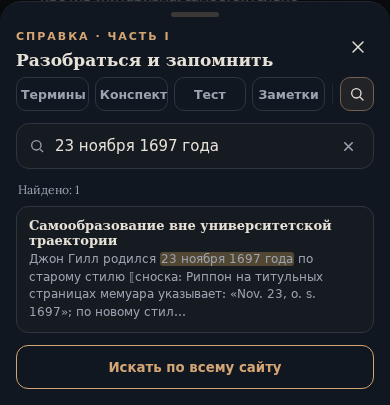 СПРАВКА · ЧАСТЬ I
Разобраться и запомнить
Термины Конспект Тест Заметки
23 ноября 1697 года
Найдено: 1
Самообразование вне университетской
траектории
Джон Гилл родился 23 ноября 1697 года по
старому стилю ⟦сноска: Риппон на титульных
страницах мемуара указывает: «Nov. 23, o. s.
1697»; по новому стил…
Искать по всему сайту